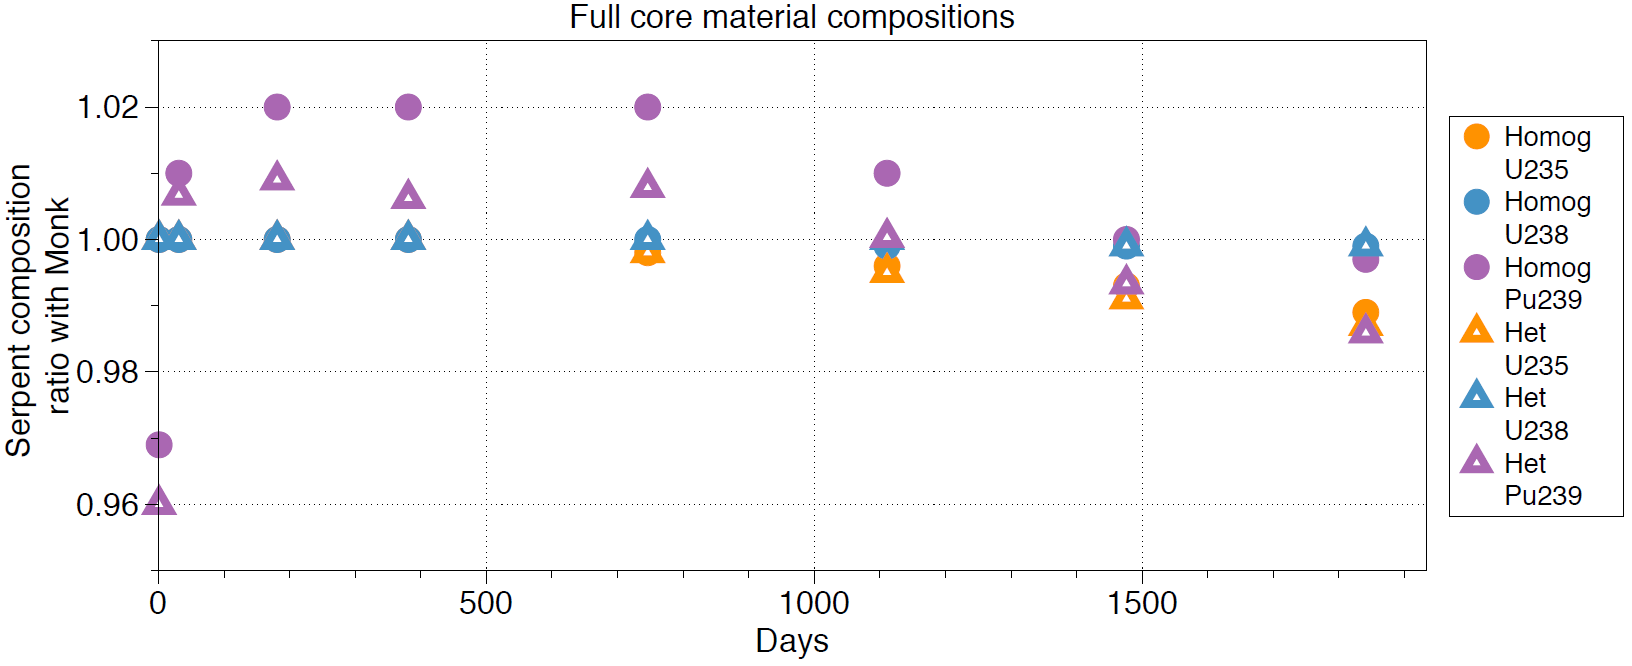 Full core material compositions
Serpent composition
ratio with Monk
1.02
1.00
0.98
0.96
0
500
1000
1500
Days
Homog
U235
Homog
U238
Homog
Pu239
Het
U235
Het
U238
Het
Pu239